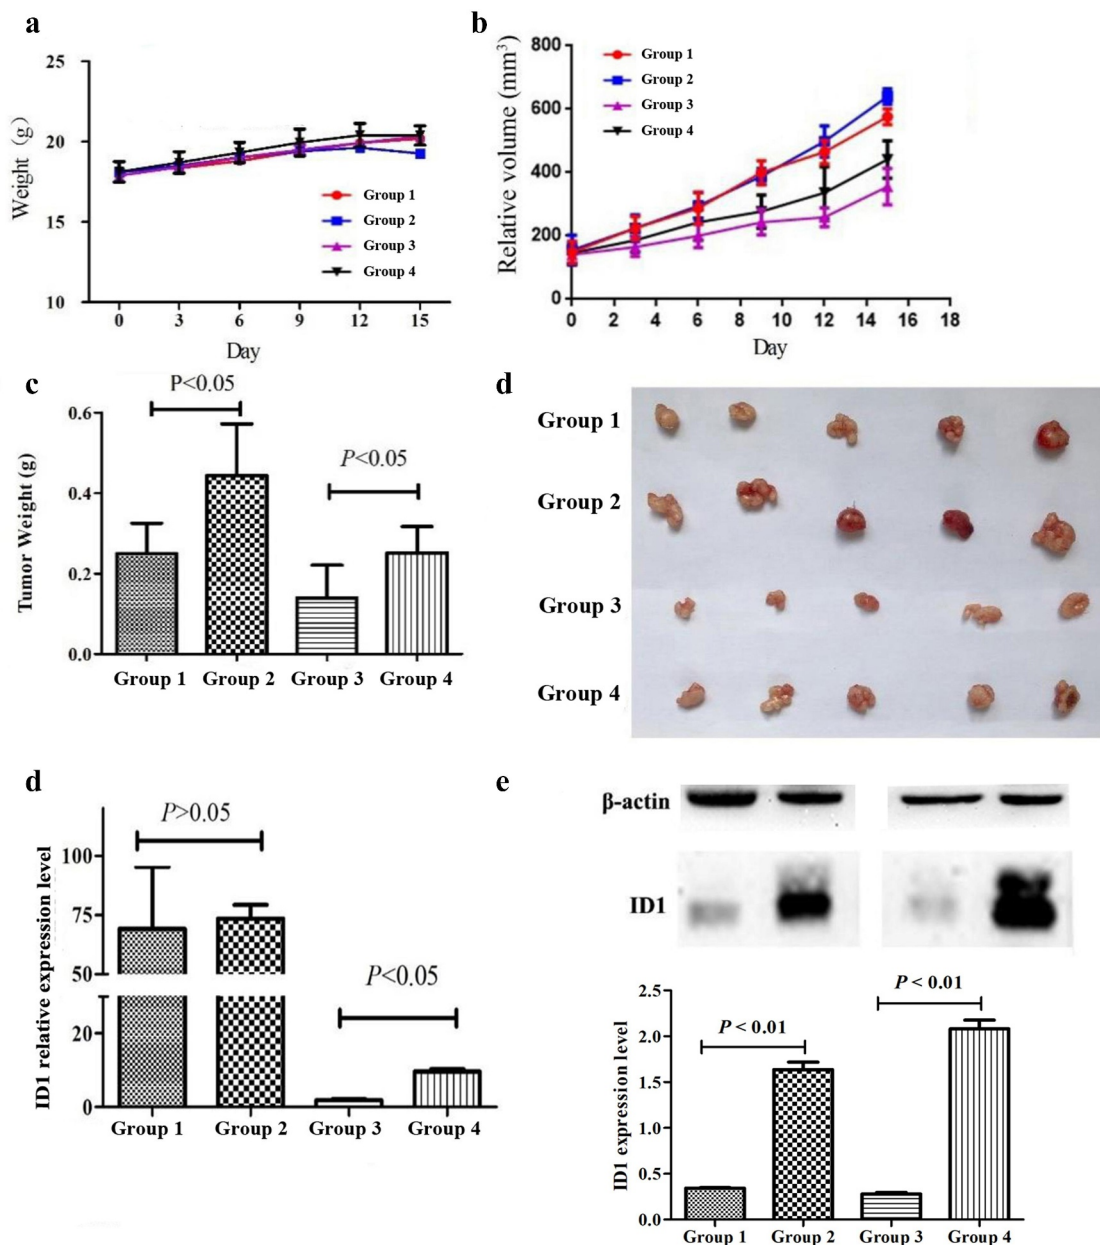 a
25
20
15
10
Weight (g)
Group 1
Group 2
Group 3
Group 4
0 3 6 9 12 15
Day
b
800
600
400
200
0
Relative volume (mm³)
Group 1
Group 2
Group 3
Group 4
0 2 4 6 8 10 12 14 16 18
Day
c
P<0.05
P<0.05
0.6
0.4
0.2
0.0
Tumor Weight (g)
Group 1 Group 2 Group 3 Group 4
d
Group 1
Group 2
Group 3
Group 4
d
P>0.05
P<0.05
100
75
50
20
0
ID1 relative expression level
Group 1 Group 2 Group 3 Group 4
e
β-actin
ID1
P < 0.01
P < 0.01
2.5
2.0
1.5
1.0
0.5
0.0
ID1 expression level
Group 1 Group 2 Group 3 Group 4